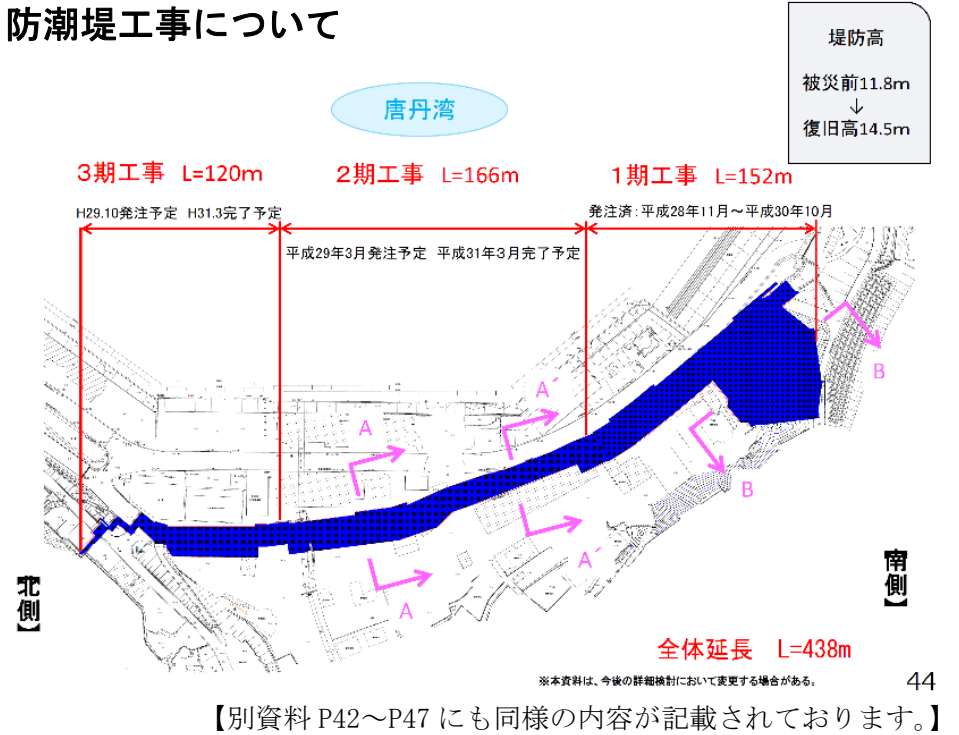 防潮堤工事について
堤防高
被災前11.8m
↓
復旧高14.5m
唐丹湾
３期工事 L=120m
２期工事 L=166m
１期工事 L=152m
H29.10発注予定 H31.3完了予定
発注済:平成28年11月～平成30年10月
平成29年3月発注予定 平成31年３月完了予定
A
A´
B
B
A
A´
北側】
南側】
全体延長 L=438m
※本資料は、今後の詳細検討において変更する場合がある。
44
【別資料 P42～P47 にも同様の内容が記載されております。】